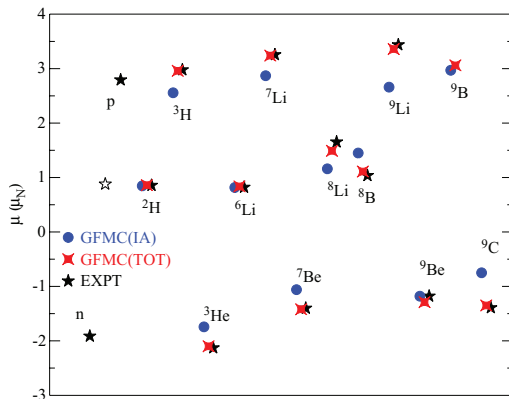 4
3
2
1
0
-1
-2
-3
μ (μN)
p
n
3H
2H
3He
7Li
6Li
7Be
8Li
8B
9Li
9B
9Be
9C
GFMC(IA)
GFMC(TOT)
EXPT